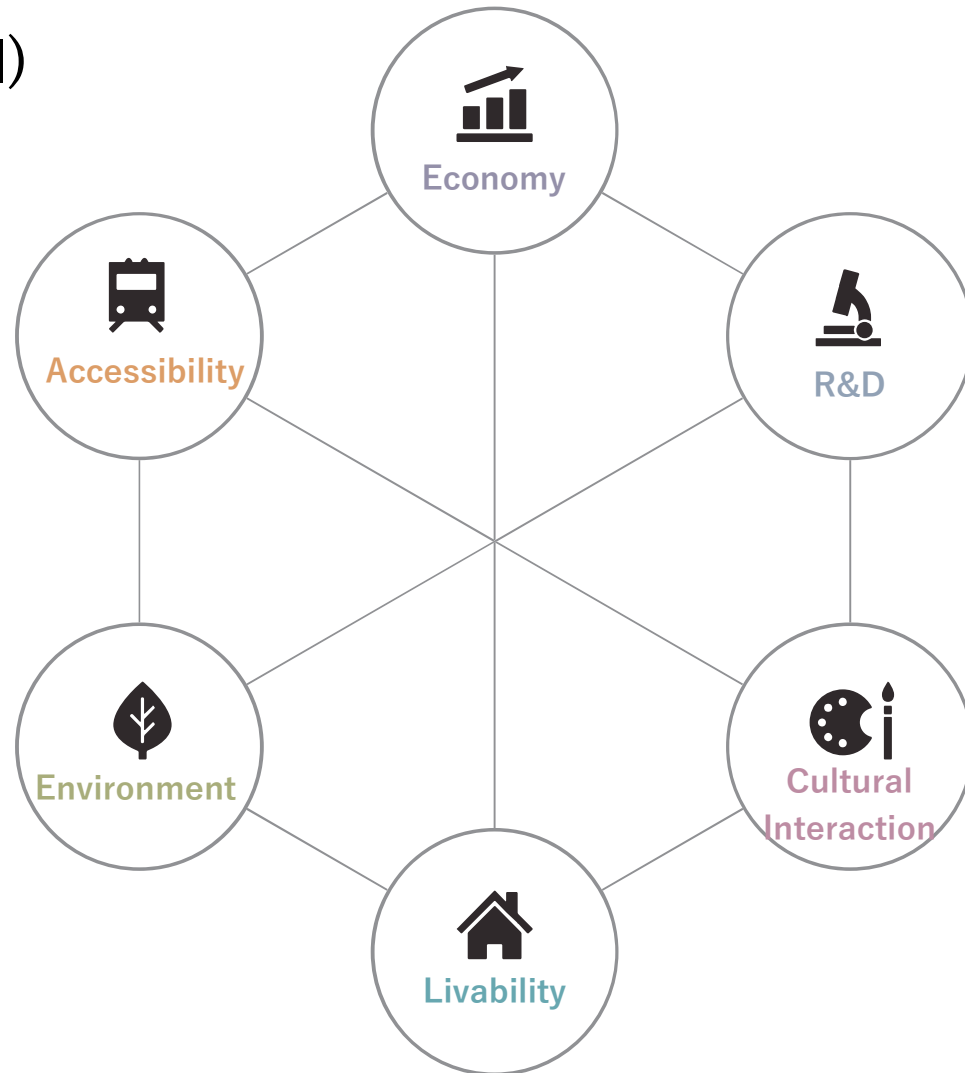 Economy
Accessibility
R&D
Environment
Cultural
Interaction
Livability